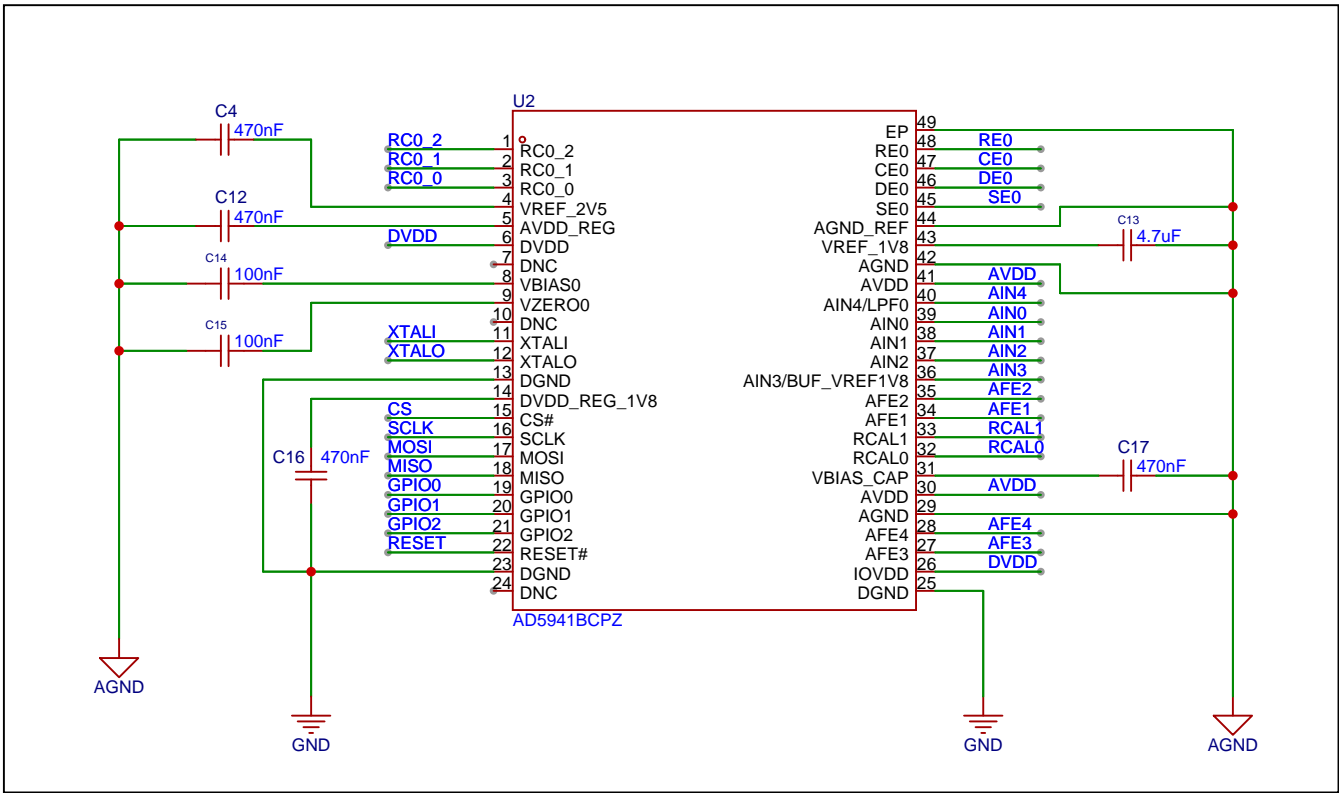 U2
C4
470nF
C12
470nF
C14
100nF
C15
100nF
C16 470nF
RC0_2 1 RC0_2
RC0_1 2 RC0_1
RC0_0 3 RC0_0
4 VREF_2V5
5 AVDD_REG
DVDD 6 DVDD
7 DNC
8 VBIAS0
9 VZERO0
10 DNC
XTALI 11 XTALI
XTALO 12 XTALO
13 DGND
14 DVDD_REG_1V8
CS 15 CS#
SCLK 16 SCLK
MOSI 17 MOSI
MISO 18 MISO
GPIO0 19 GPIO0
GPIO1 20 GPIO1
GPIO2 21 GPIO2
RESET 22 RESET#
23 DGND
24 DNC
EP 49
RE0 48 RE0
CE0 47 CE0
DE0 46 DE0
SE0 45 SE0
AGND_REF 44
VREF_1V8 43
AGND 42
AVDD 41 AVDD
AIN4/LPF0 40 AIN4
AIN0 39 AIN0
AIN1 38 AIN1
AIN2 37 AIN2
AIN3/BUF_VREF1V8 36 AIN3
AFE2 35 AFE2
AFE1 34 AFE1
RCAL1 33 RCAL1
RCAL0 32 RCAL0
VBIAS_CAP 31
AVDD 30 AVDD
AGND 29
AFE4 28 AFE4
AFE3 27 AFE3
IOVDD 26 DVDD
DGND 25
C13
4.7uF
C17
470nF
AD5941BCPZ
AGND
GND
GND
AGND